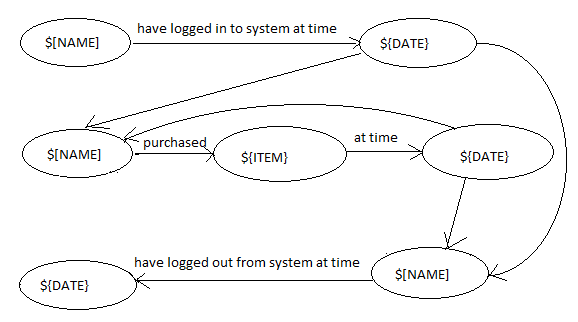 $[NAME]
have logged in to system at time
${DATE}
$[NAME]
purchased
${ITEM}
at time
${DATE}
${DATE}
have logged out from system at time
$[NAME]